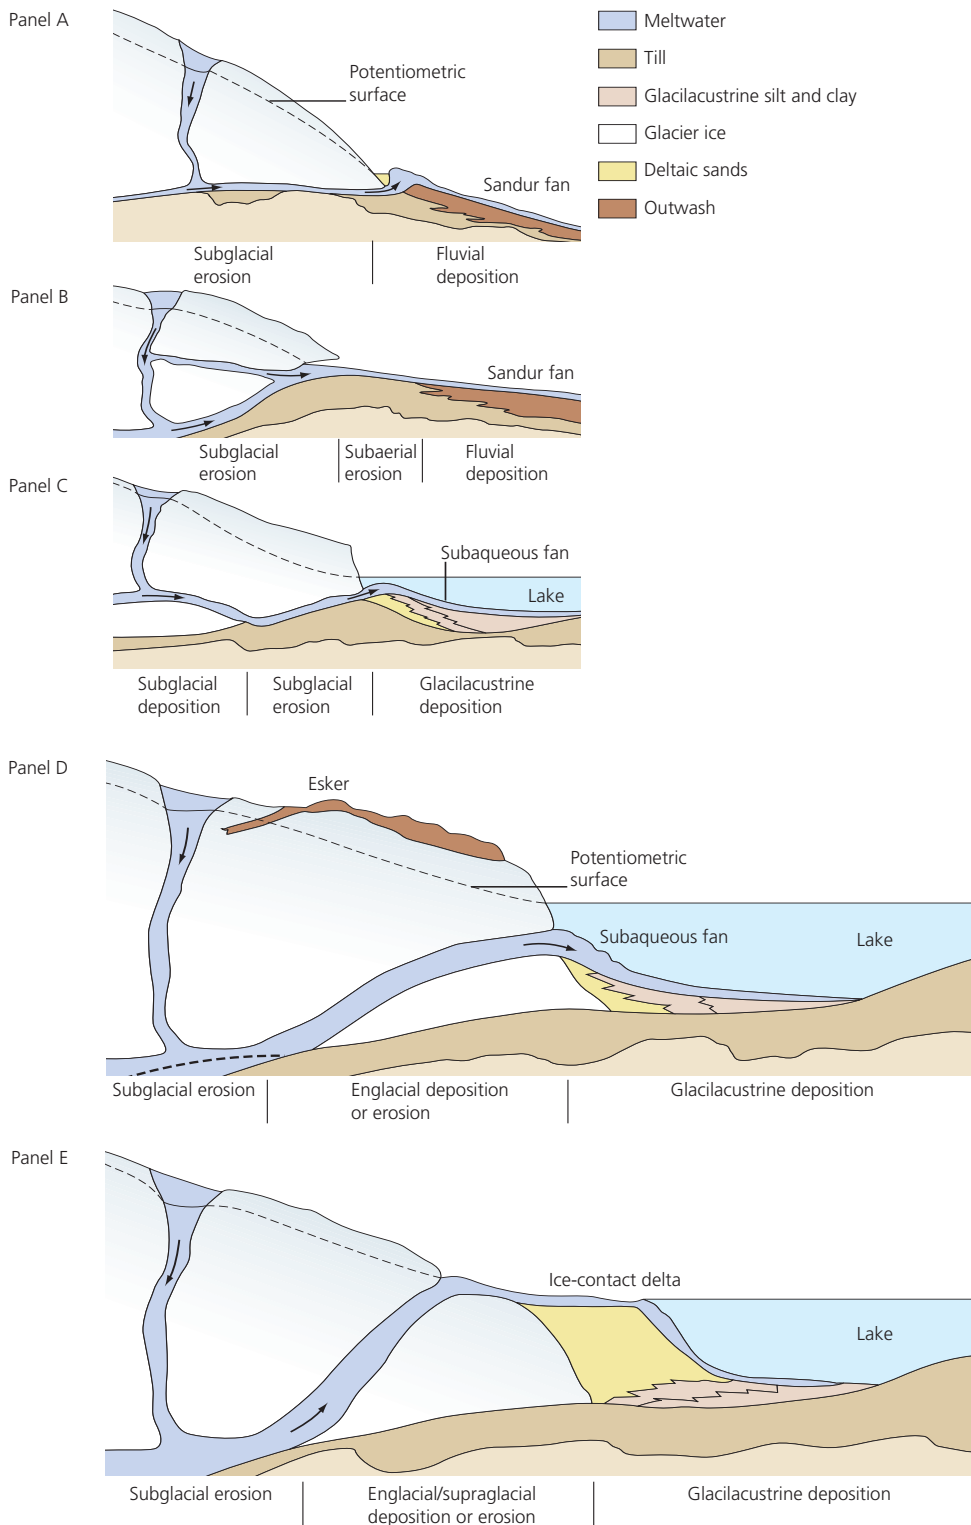 Panel A
Meltwater
Till
Glacilacustrine silt and clay
Glacier ice
Deltaic sands
Outwash
Potentiometric
surface
Sandur fan
Subglacial
erosion
Fluvial
deposition
Panel B
Sandur fan
Subglacial
erosion
Subaerial
erosion
Fluvial
deposition
Panel C
Subaqueous fan
Lake
Subglacial
deposition
Subglacial
erosion
Glacilacustrine
deposition
Panel D
Esker
Potentiometric
surface
Subaqueous fan
Lake
Subglacial erosion
Englacial deposition
or erosion
Glacilacustrine deposition
Panel E
Ice-contact delta
Lake
Subglacial erosion
Englacial/supraglacial
deposition or erosion
Glacilacustrine deposition